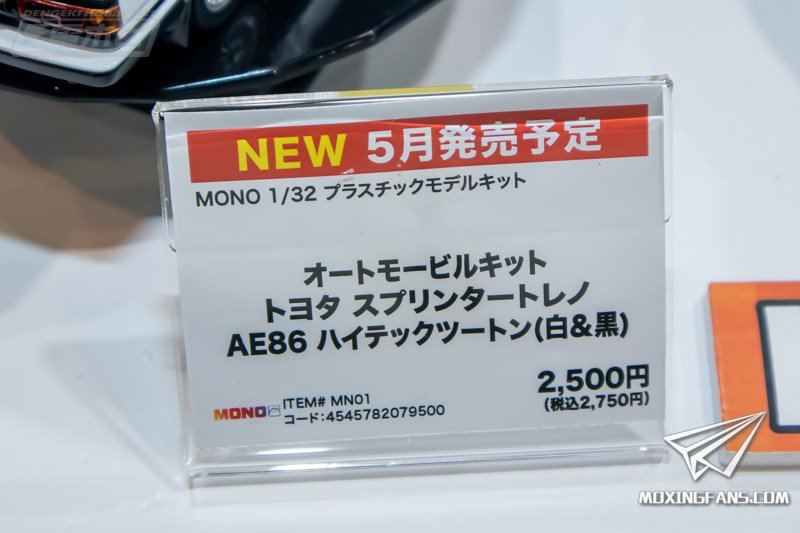 DENGEKI HOBBY
NEW 5月発売予定
MONO 1/32 プラスチックモデルキット
オートモービルキット
トヨタ スプリンタートレノ
AE86 ハイテックツートン(白&黒)
2,500円
(税込2,750円)
MONO ITEM# MN01
コード:4545782079500
MOXINGFANS.COM